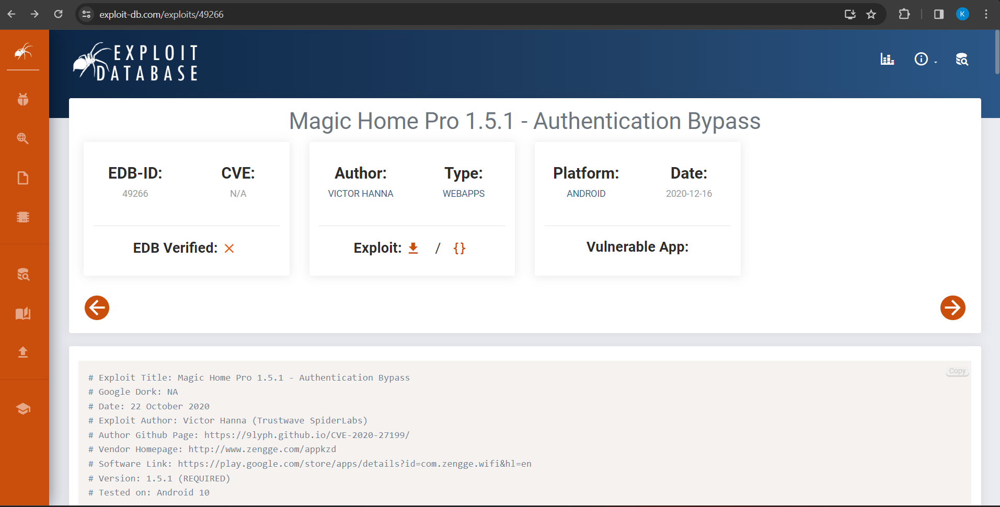 exploit-db.com/exploits/49266
K
EXPLOIT
DATABASE
Magic Home Pro 1.5.1 - Authentication Bypass
EDB-ID:
49266
CVE:
N/A
EDB Verified:
Author:
VICTOR HANNA
Type:
WEBAPPS
Exploit: / {}
Platform:
ANDROID
Date:
2020-12-16
Vulnerable App:
Copy
# Exploit Title: Magic Home Pro 1.5.1 - Authentication Bypass
# Google Dork: NA
# Date: 22 October 2020
# Exploit Author: Victor Hanna (Trustwave SpiderLabs)
# Author Github Page: https://9lyph.github.io/CVE-2020-27199/
# Vendor Homepage: http://www.zengge.com/appkzd
# Software Link: https://play.google.com/store/apps/details?id=com.zengge.wifi&hl=en
# Version: 1.5.1 (REQUIRED)
# Tested on: Android 10